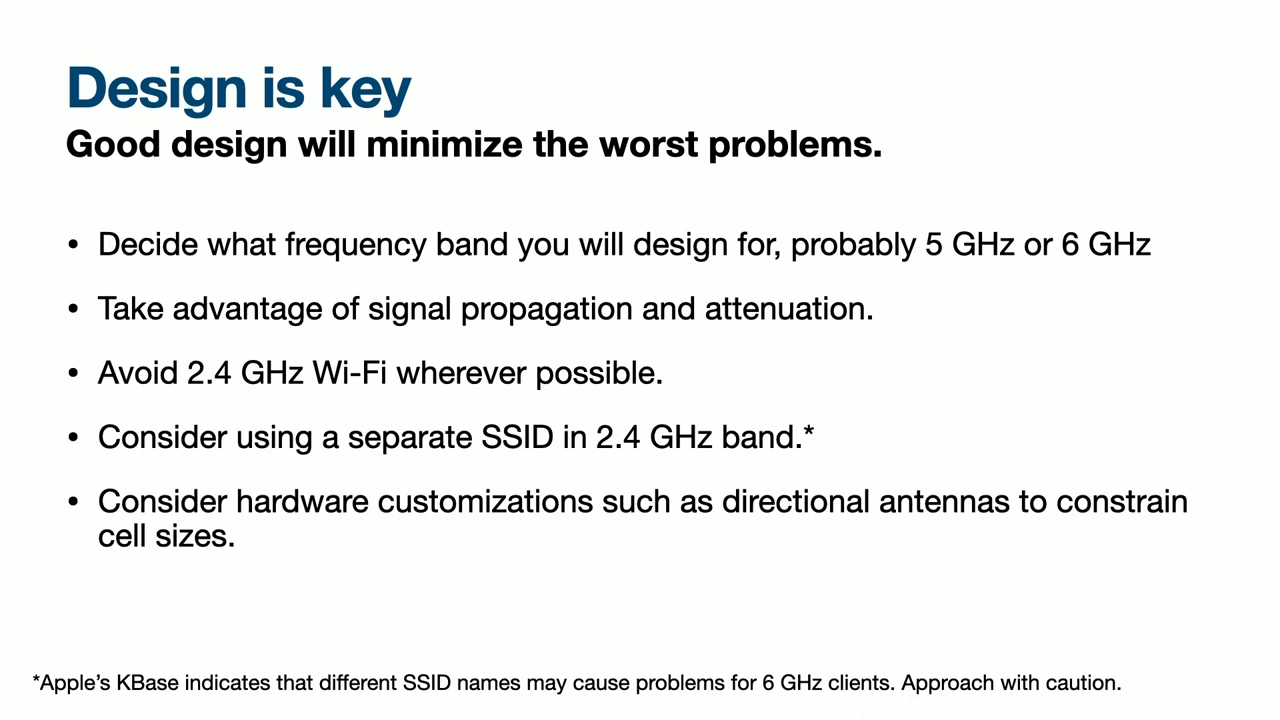 Design is key
Good design will minimize the worst problems.
• Decide what frequency band you will design for, probably 5 GHz or 6 GHz
• Take advantage of signal propagation and attenuation.
• Avoid 2.4 GHz Wi-Fi wherever possible.
• Consider using a separate SSID in 2.4 GHz band.*
• Consider hardware customizations such as directional antennas to constrain
cell sizes.
*Apple’s KBase indicates that different SSID names may cause problems for 6 GHz clients. Approach with caution.